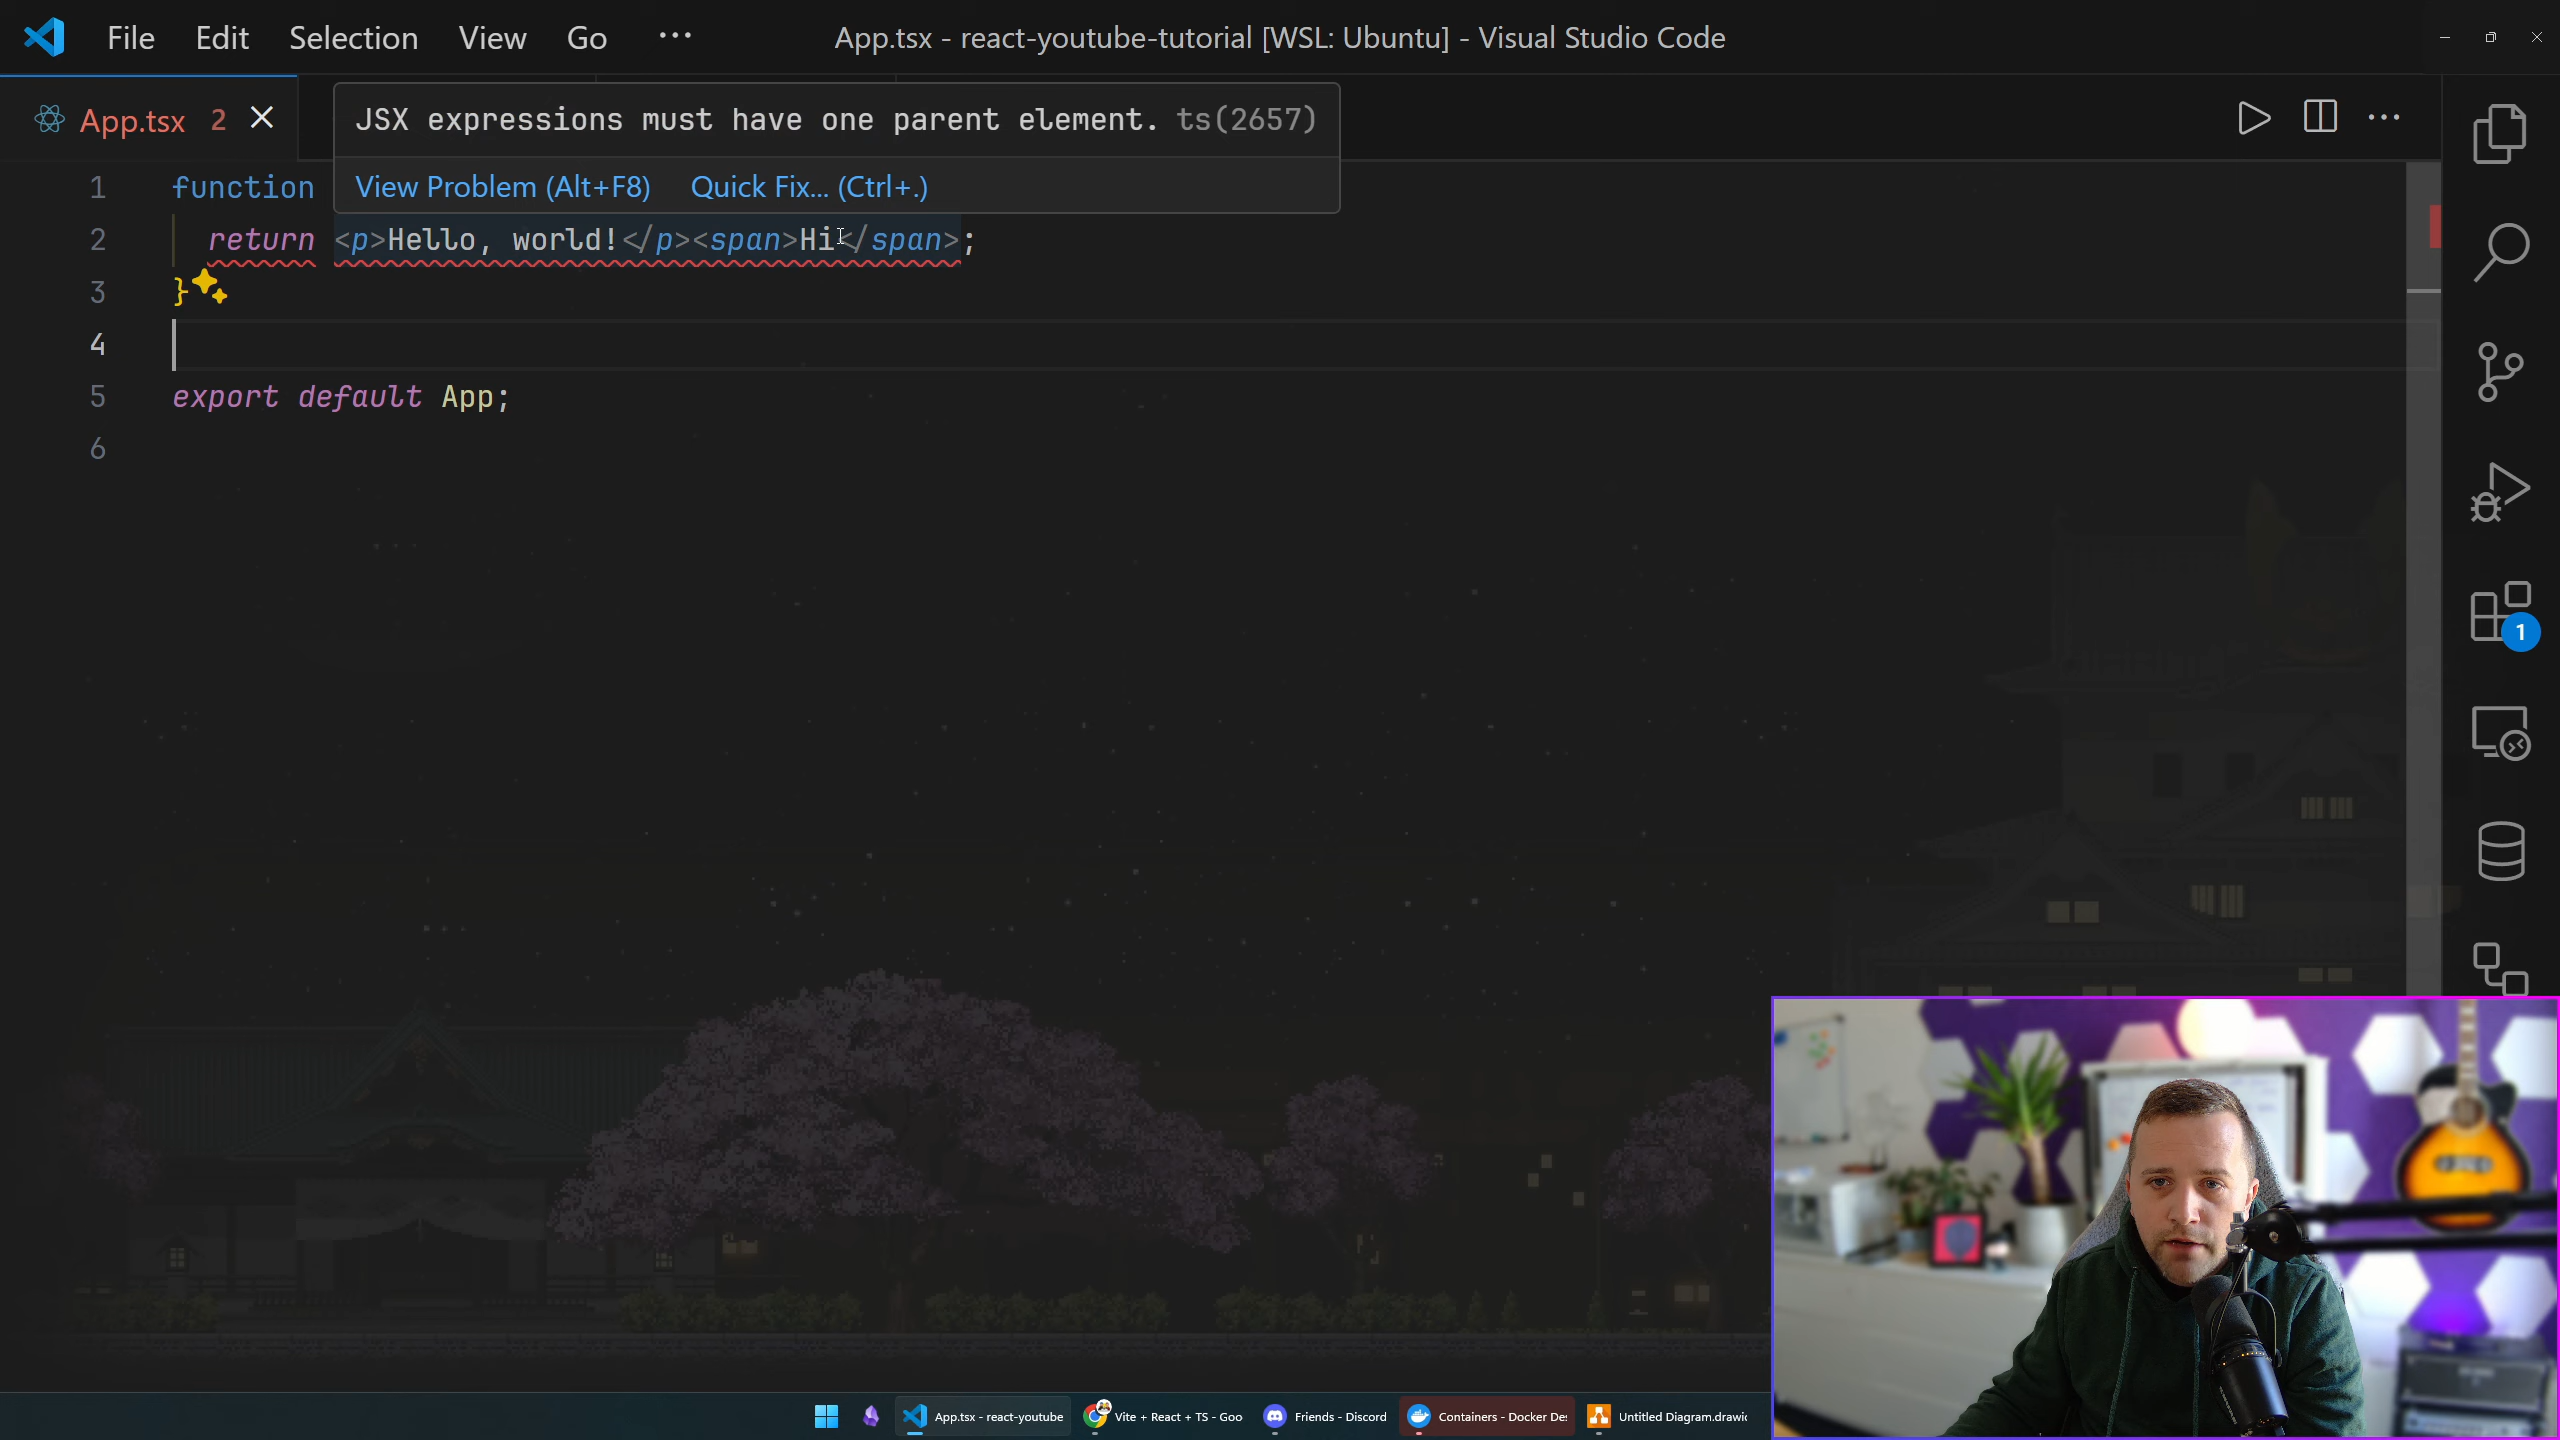 File Edit Selection View Go ··· App.tsx - react-youtube-tutorial [WSL: Ubuntu] - Visual Studio Code
App.tsx 2
JSX expressions must have one parent element. ts(2657)
View Problem (Alt+F8) Quick Fix... (Ctrl+.)
1 function
2 return <p>Hello, world!</p><span>Hi</span>;
3 }
4
5 export default App;
6
1
App.tsx - react-youtube Vite + React + TS - Goo Friends - Discord Containers - Docker De Untitled Diagram.drawi